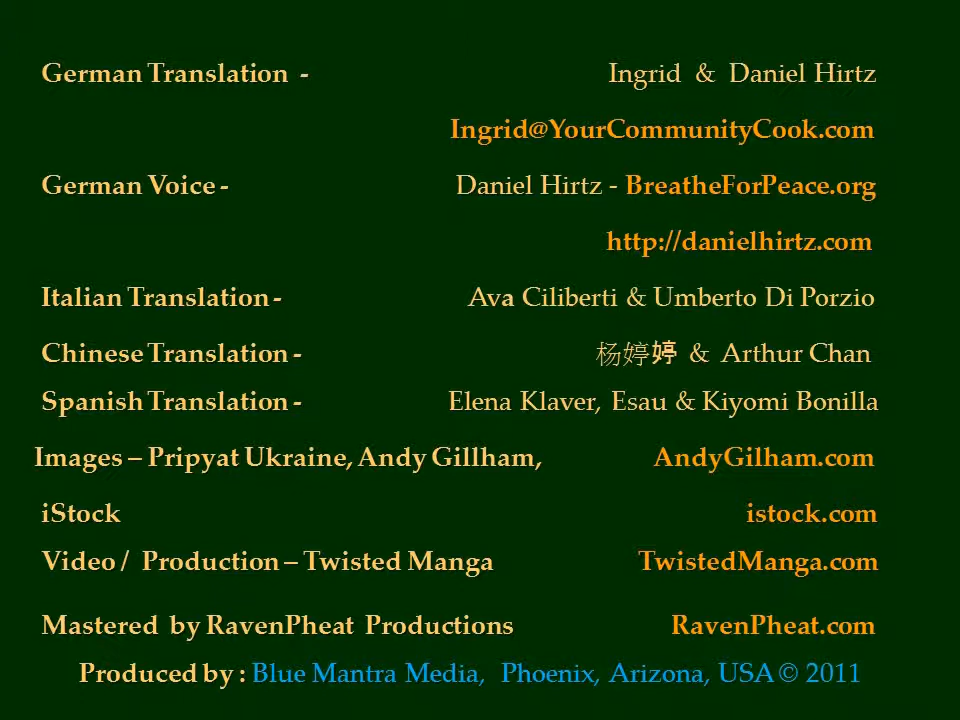 German Translation - Ingrid & Daniel Hirtz
Ingrid@YourCommunityCook.com
German Voice - Daniel Hirtz - BreatheForPeace.org
http://danielhirtz.com
Italian Translation - Ava Ciliberti & Umberto Di Porzio
Chinese Translation - 杨婷婷 & Arthur Chan
Spanish Translation - Elena Klaver, Esau & Kiyomi Bonilla
Images – Pripyat Ukraine, Andy Gillham, AndyGilham.com
iStock istock.com
Video / Production – Twisted Manga TwistedManga.com
Mastered by RavenPheat Productions RavenPheat.com
Produced by : Blue Mantra Media, Phoenix, Arizona, USA © 2011